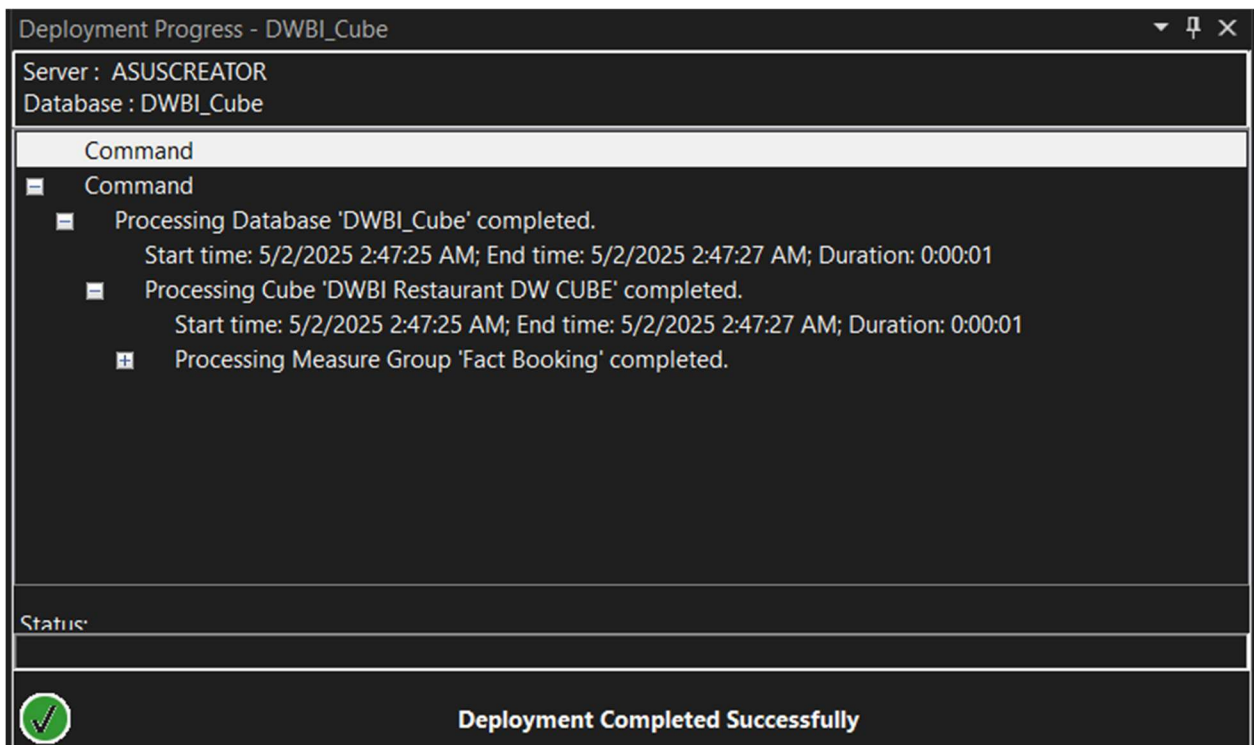 Deployment Progress - DWBI_Cube
Server : ASUSCREATOR
Database : DWBI_Cube
Command
Command
Processing Database 'DWBI_Cube' completed.
Start time: 5/2/2025 2:47:25 AM; End time: 5/2/2025 2:47:27 AM; Duration: 0:00:01
Processing Cube 'DWBI Restaurant DW CUBE' completed.
Start time: 5/2/2025 2:47:25 AM; End time: 5/2/2025 2:47:27 AM; Duration: 0:00:01
Processing Measure Group 'Fact Booking' completed.
Status:
Deployment Completed Successfully